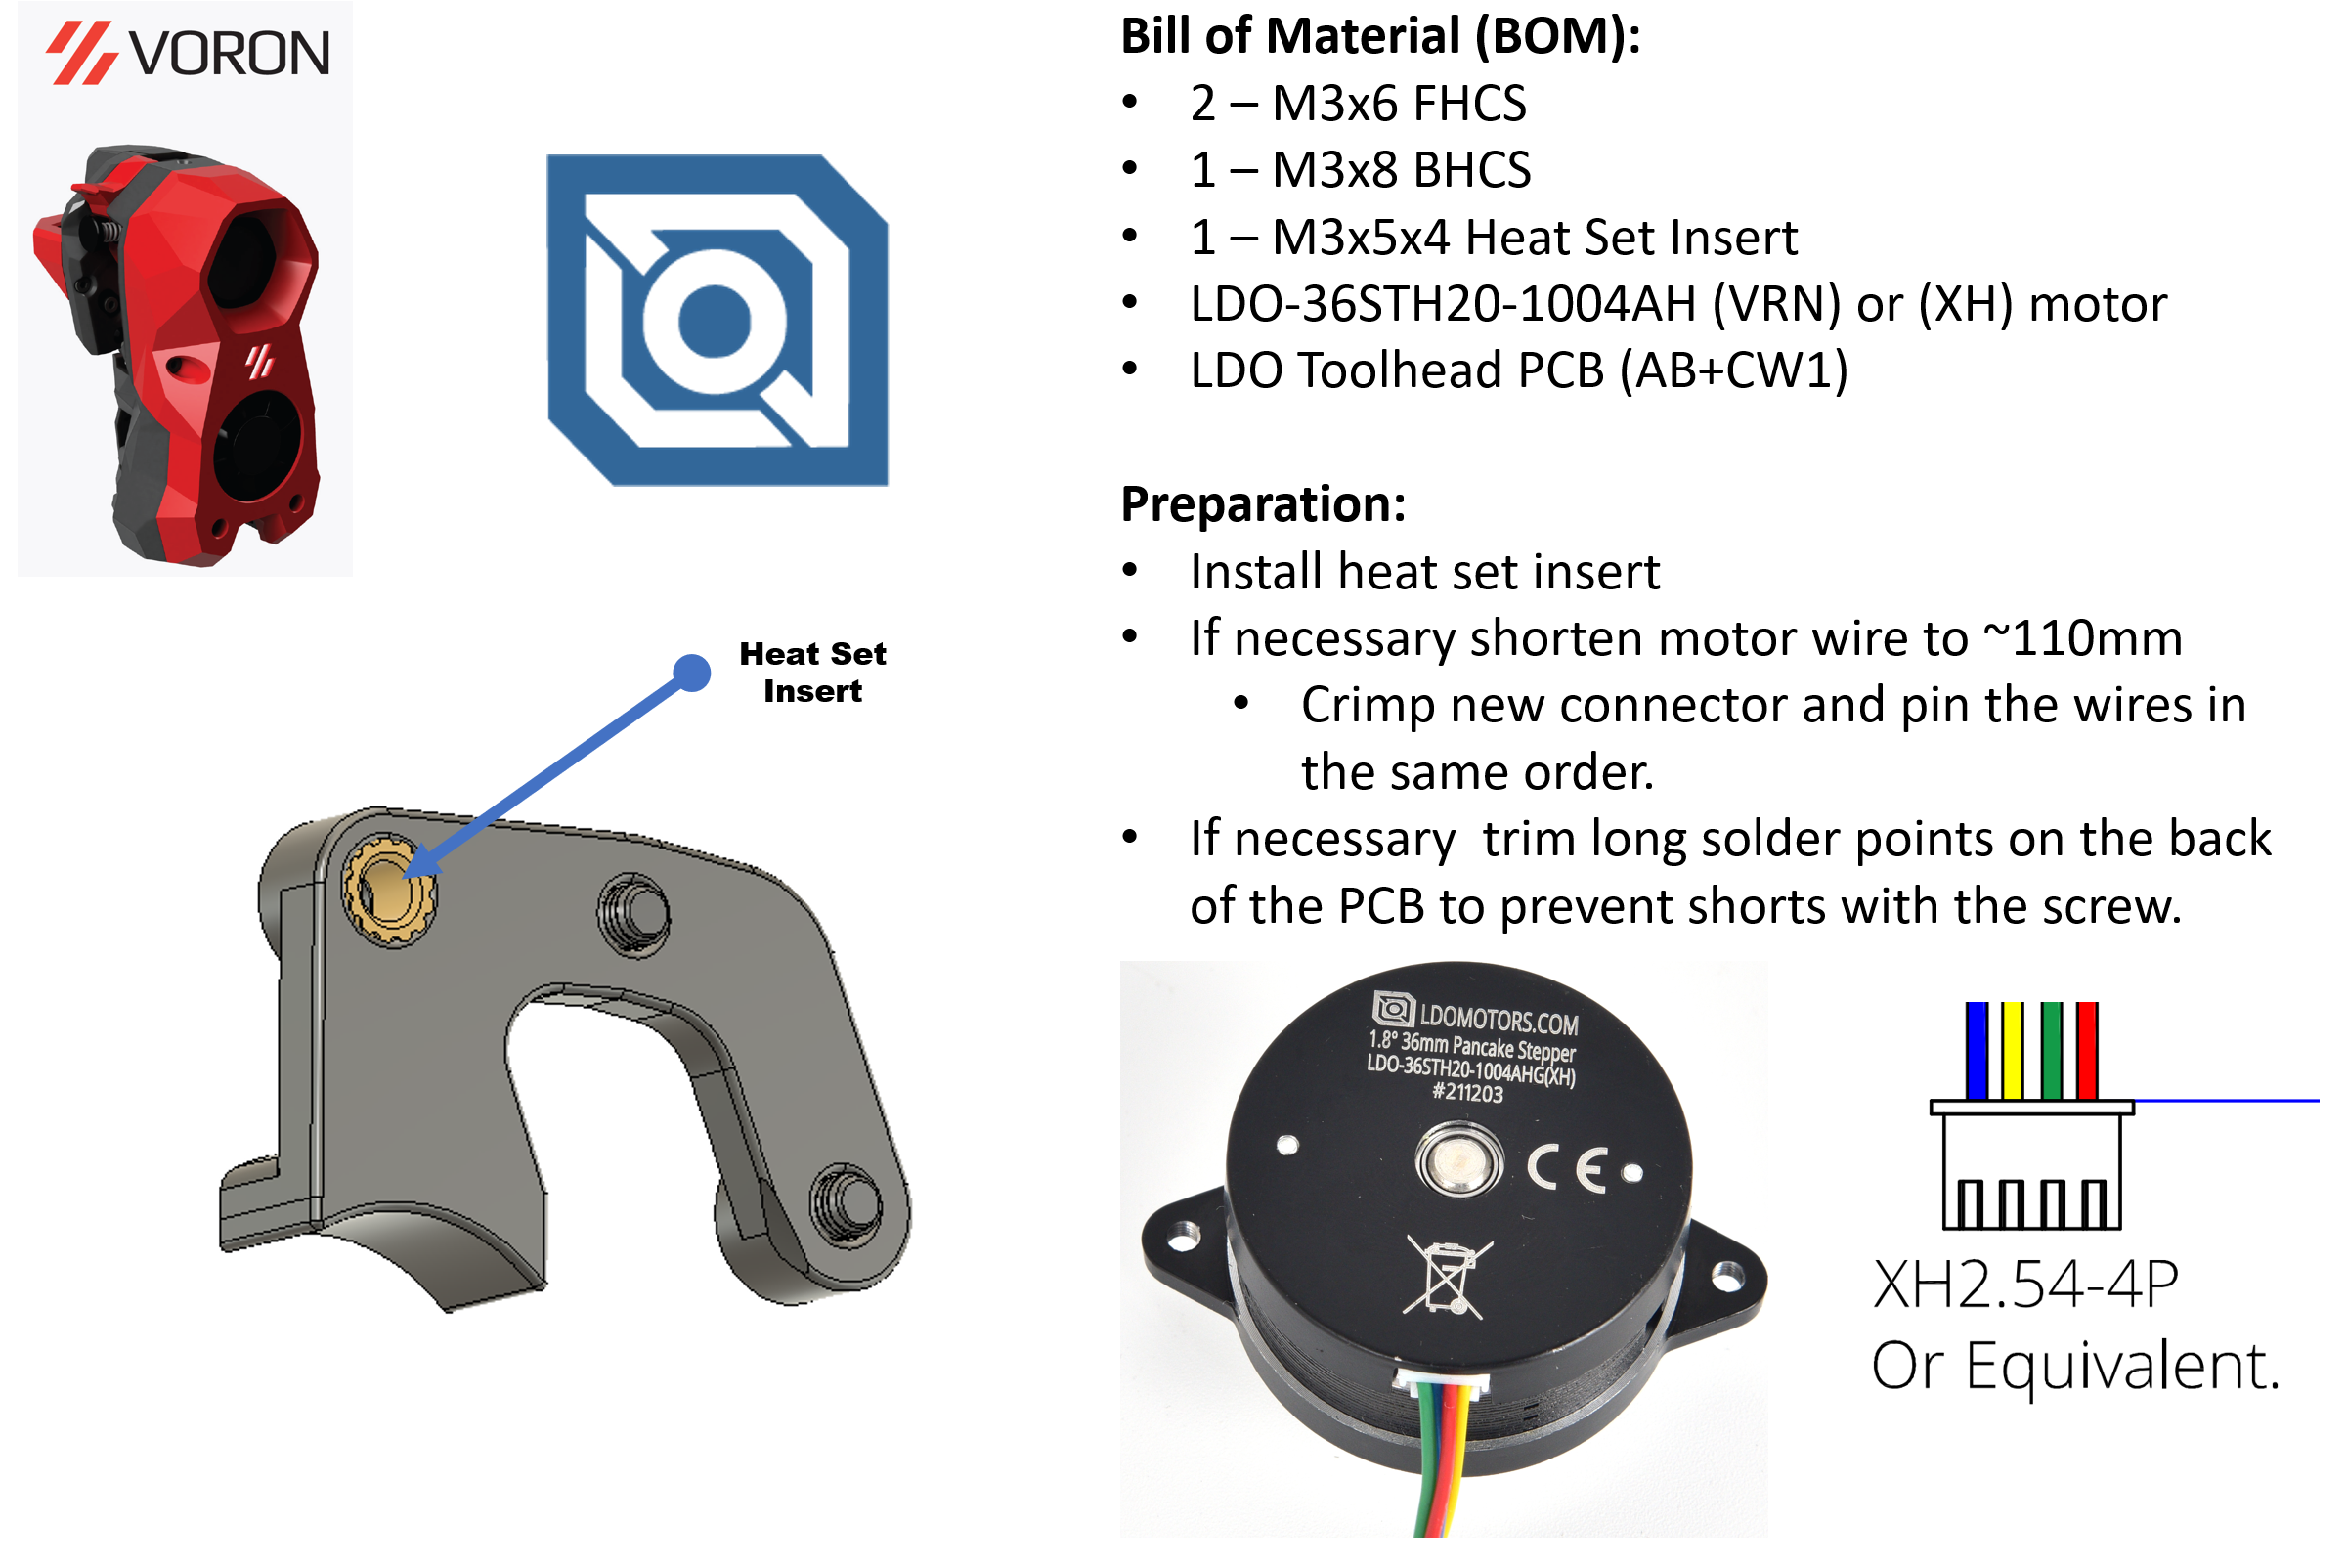 VORON
Bill of Material (BOM):
• 2 – M3x6 FHCS
• 1 – M3x8 BHCS
• 1 – M3x5x4 Heat Set Insert
• LDO-36STH20-1004AH (VRN) or (XH) motor
• LDO Toolhead PCB (AB+CW1)
Preparation:
• Install heat set insert
• If necessary shorten motor wire to ~110mm
• Crimp new connector and pin the wires in
the same order.
• If necessary  trim long solder points on the back
of the PCB to prevent shorts with the screw.
Heat Set
Insert
LDOMOTORS.COM
1.8° 36mm Pancake Stepper
LDO-36STH20-1004AHG(XH)
#211203
CE
XH2.54-4P
Or Equivalent.